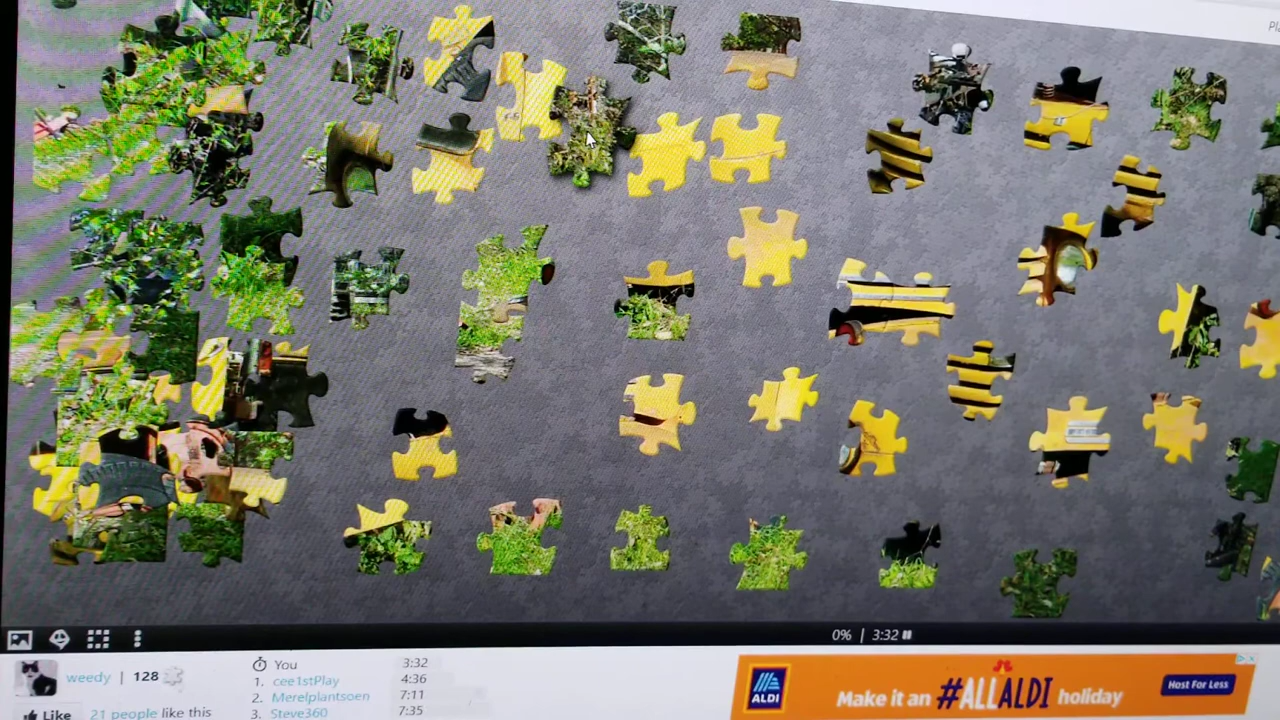 Pl
0% | 3:32
weedy | 128
Like 21 people like this
You 3:32
1. cee1stPlay 4:36
2. Merelplantsoen 7:11
3. Steve360 7:35
ALDI
Make it an #ALLALDI holiday
Host For Less